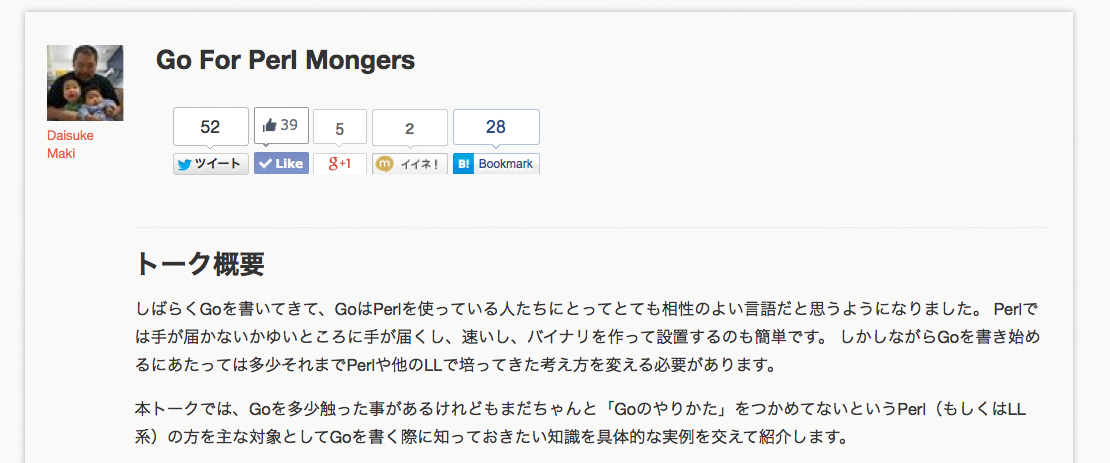 Go For Perl Mongers
Daisuke
Maki
52
39
5
2
28
ツイート
Like
g+1
m イイネ！
B! Bookmark
トーク概要
しばらくGoを書いてきて、GoはPerlを使っている人たちにとってとても相性のよい言語だと思うようになりました。 Perlで
は手が届かないかゆいところに手が届くし、速いし、バイナリを作って設置するのも簡単です。 しかしながらGoを書き始め
るにあたっては多少それまでPerlや他のLLで培ってきた考え方を変える必要があります。
本トークでは、Goを多少触った事があるけれどもまだちゃんと「Goのやりかた」をつかめてないというPerl（もしくはLL
系）の方を主な対象としてGoを書く際に知っておきたい知識を具体的な実例を交えて紹介します。